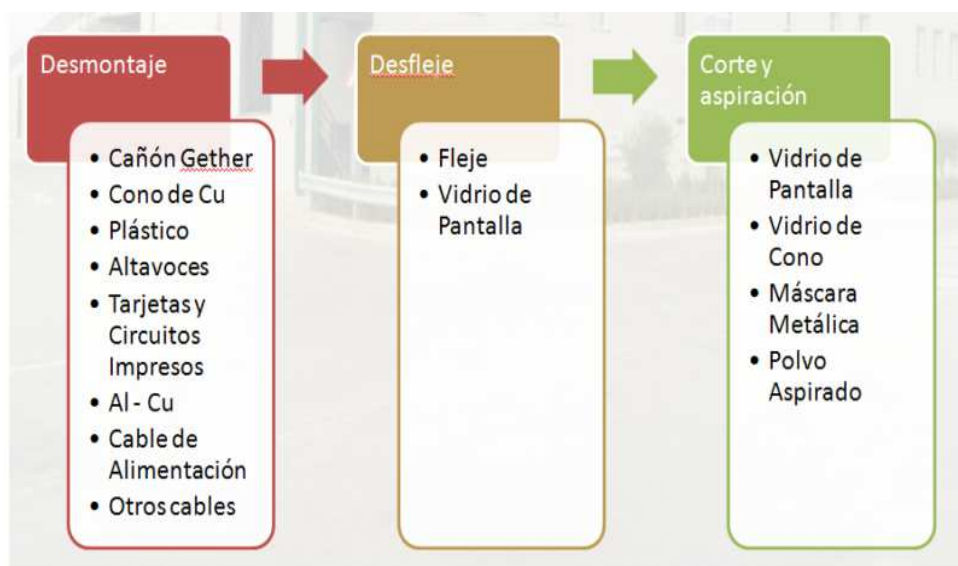 Desmontaje
• Cañón Gether
• Cono de Cu
• Plástico
• Altavoces
• Tarjetas y
Circuitos
Impresos
• Al - Cu
• Cable de
Alimentación
• Otros cables
Desfleje
• Fleje
• Vidrio de
Pantalla
Corte y
aspiración
• Vidrio de
Pantalla
• Vidrio de
Cono
• Máscara
Metálica
• Polvo
Aspirado